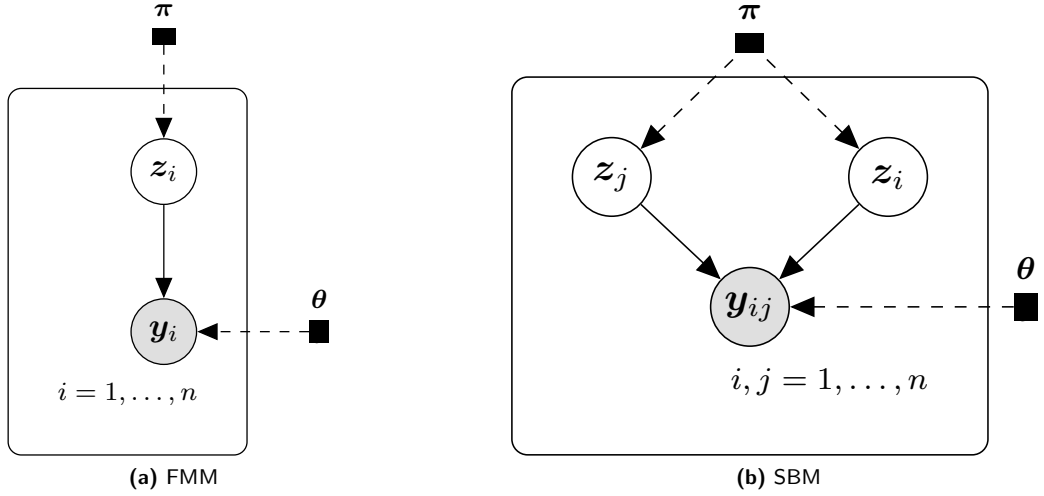 π
z_i
y_i
θ
i = 1, . . . , n
(a) FMM
π
z_j
z_i
y_ij
θ
i, j = 1, . . . , n
(b) SBM